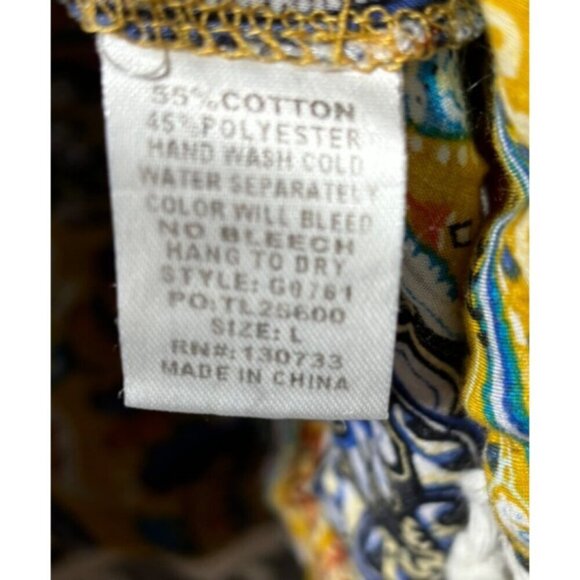 55% COTTON
45% POLYESTER
HAND WASH COLD
WATER SEPARATELY
COLOR WILL BLEED
NO BLEECH
HANG TO DRY
STYLE: G0761
PO:TL25600
SIZE: L
RN#: 130733
MADE IN CHINA